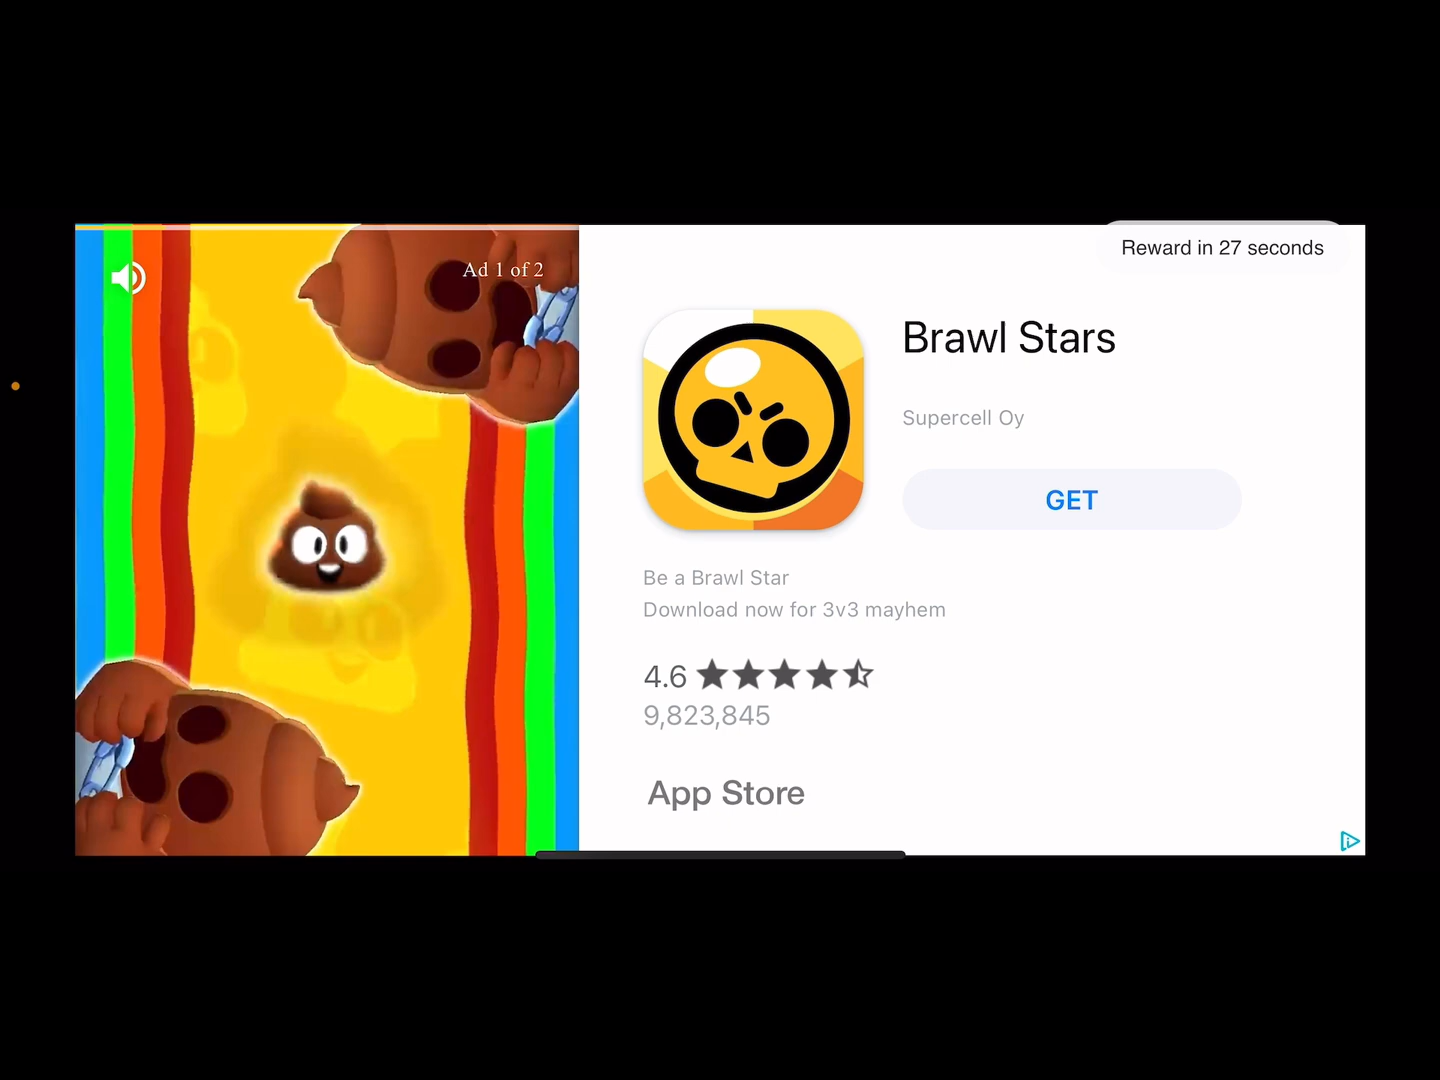 Ad 1 of 2
Reward in 27 seconds
Brawl Stars
Supercell Oy
GET
Be a Brawl Star
Download now for 3v3 mayhem
4.6
9,823,845
App Store